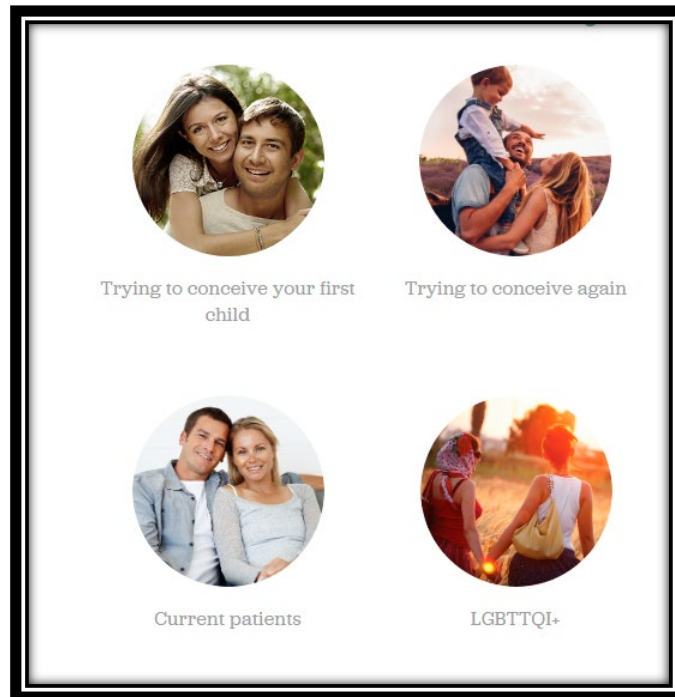 Trying to conceive your first
child
Trying to conceive again
Current patients
LGBTTQI+